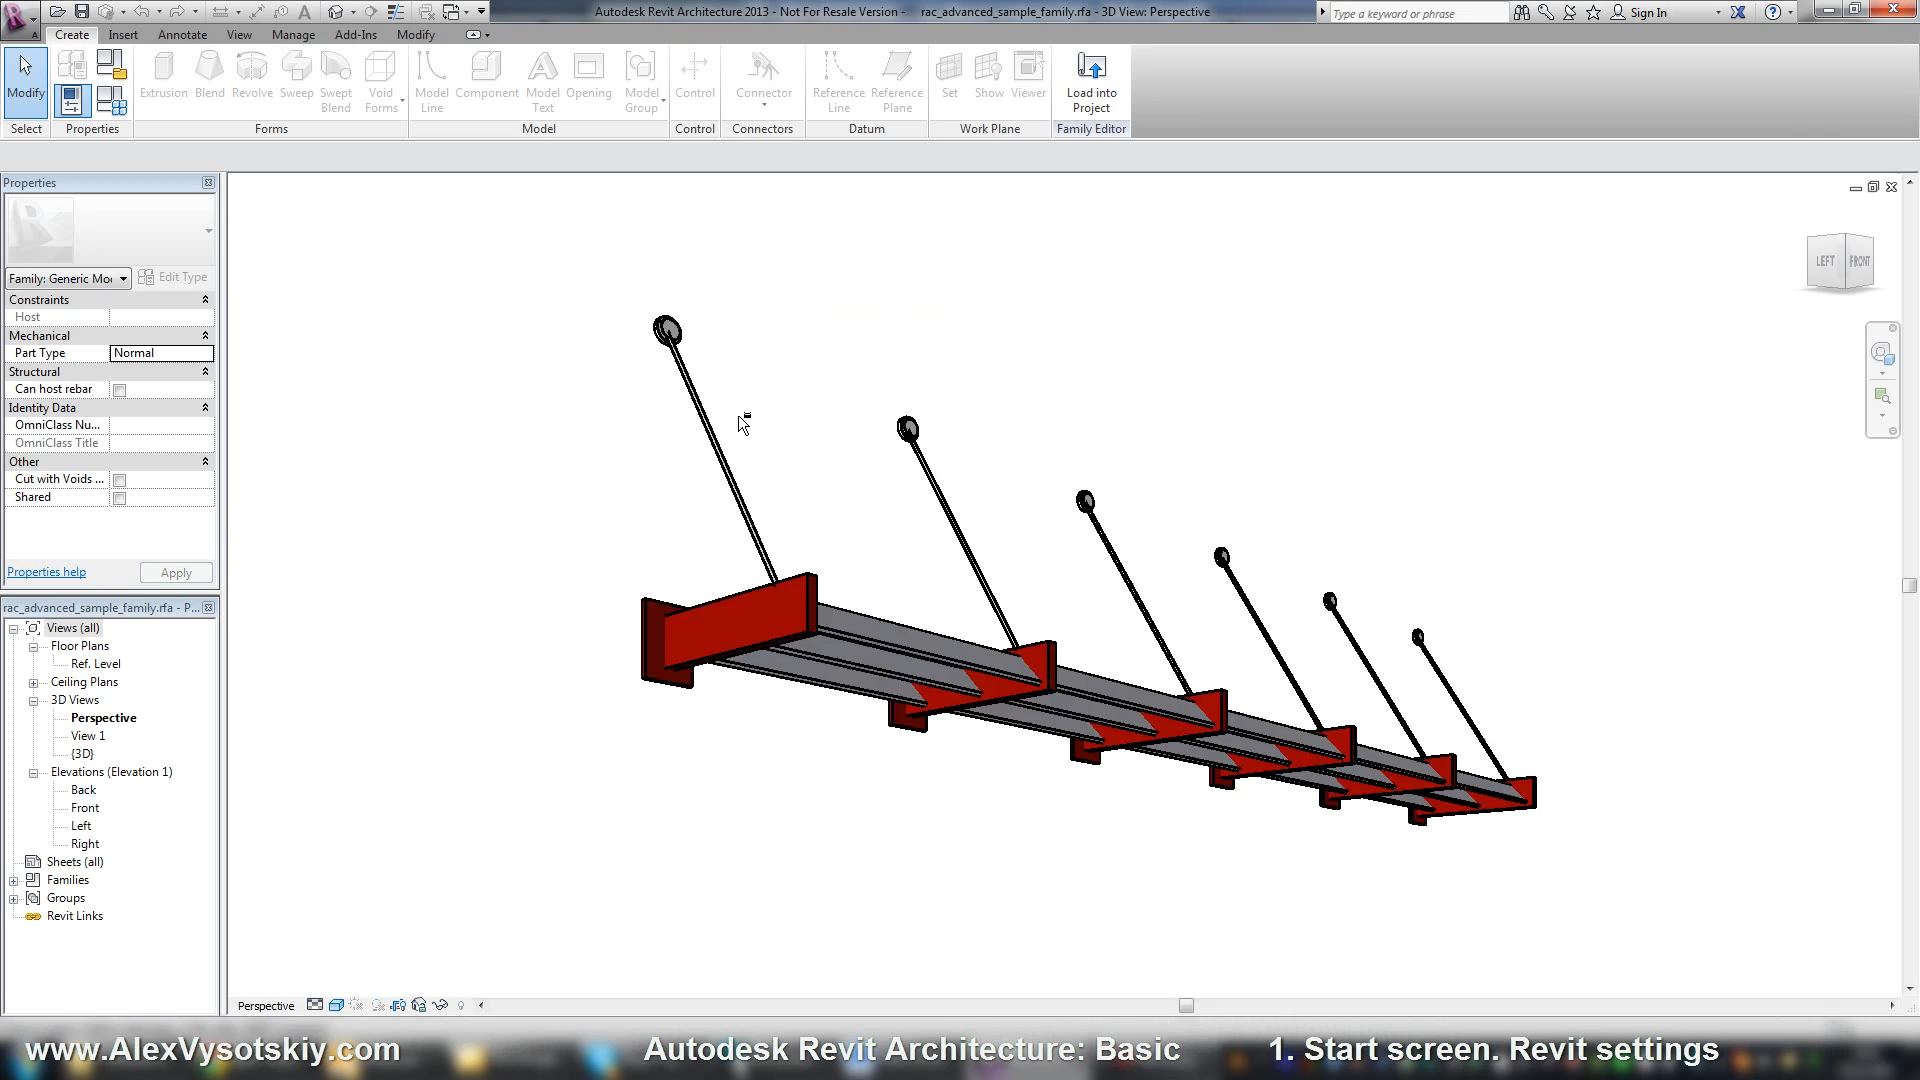 Autodesk Revit Architecture 2013 - Not For Resale Version - rac_advanced_sample_family.rfa - 3D View: Perspective
Type a keyword or phrase
Sign In
Create Insert Annotate View Manage Add-Ins Modify
Modify
Extrusion Blend Revolve Sweep Swept Blend Void Forms
Model Line Component Model Text Opening Model Group
Control
Connector
Reference Line Reference Plane
Set Show Viewer
Load into Project
Select Properties Forms Model Control Connectors Datum Work Plane Family Editor
Properties
Family: Generic Mo
Edit Type
Constraints
Host
Mechanical
Part Type Normal
Structural
Can host rebar
Identity Data
OmniClass Nu...
OmniClass Title
Other
Cut with Voids ...
Shared
Properties help
Apply
rac_advanced_sample_family.rfa - P...
Views (all)
Floor Plans
Ref. Level
Ceiling Plans
3D Views
Perspective
View 1
{3D}
Elevations (Elevation 1)
Back
Front
Left
Right
Sheets (all)
Families
Groups
Revit Links
LEFT FRONT
Perspective
www.AlexVysotskiy.com Autodesk Revit Architecture: Basic 1. Start screen. Revit settings